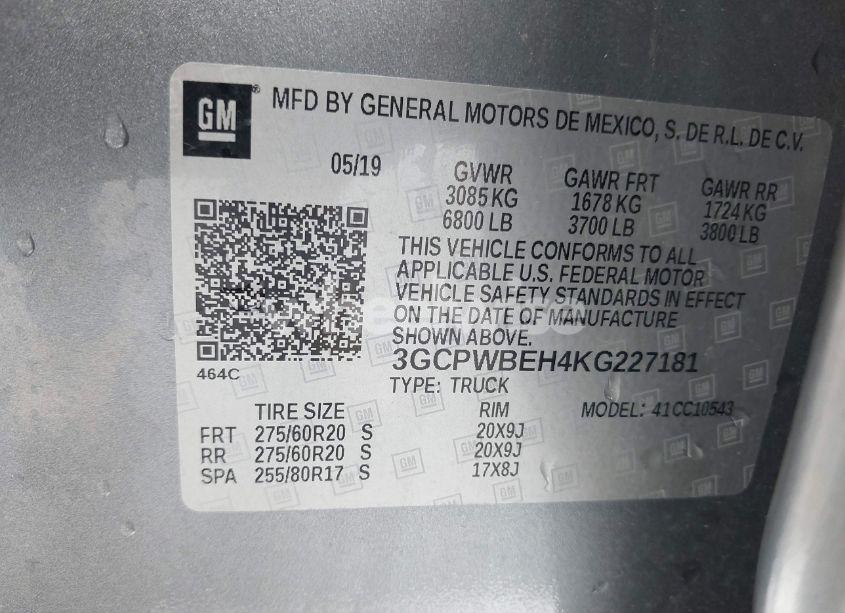 GM ® MFD BY GENERAL MOTORS DE MEXICO, S. DE R.L. DE C.V.
05/19
GVWR GAWR FRT GAWR RR
3085 KG 1678 KG 1724 KG
6800 LB 3700 LB 3800 LB
THIS VEHICLE CONFORMS TO ALL
APPLICABLE U.S. FEDERAL MOTOR
VEHICLE SAFETY STANDARDS IN EFFECT
ON THE DATE OF MANUFACTURE
SHOWN ABOVE.
464C
3GCPWBEH4KG227181
TYPE: TRUCK
TIRE SIZE RIM MODEL: 41CC10543
FRT 275/60R20 S 20X9J
RR 275/60R20 S 20X9J
SPA 255/80R17 S 17X8J